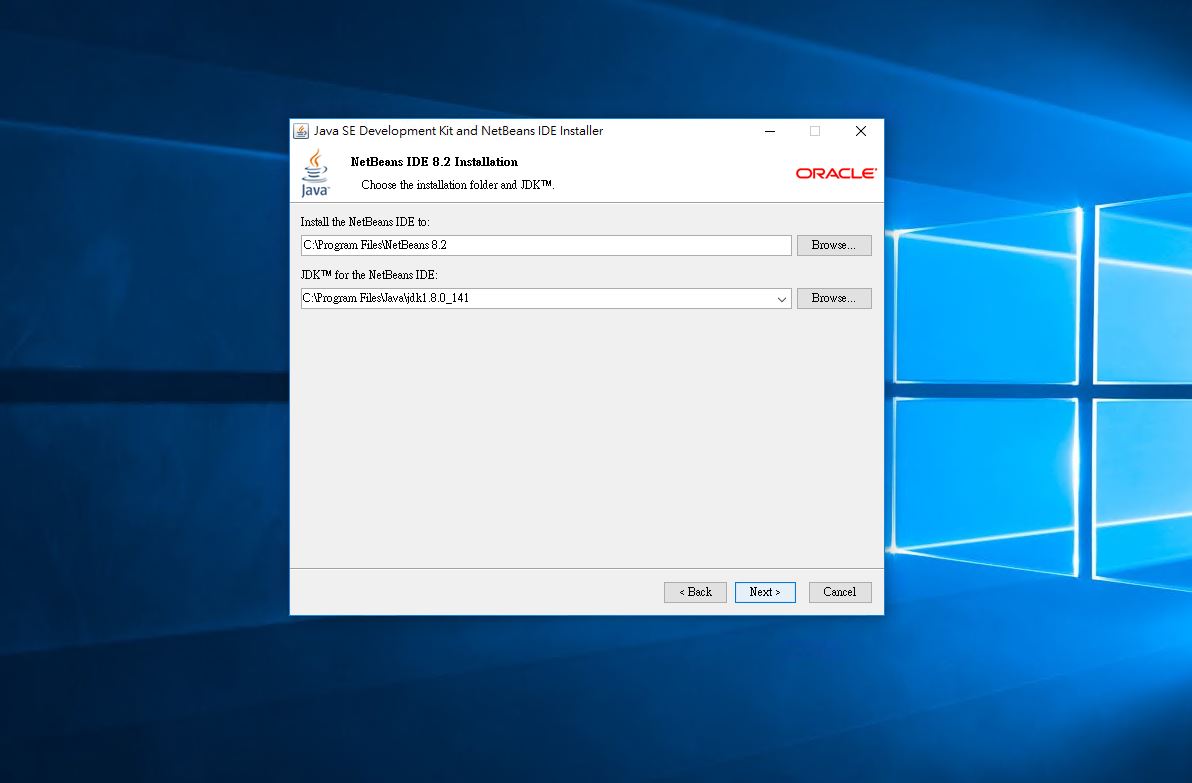 Java SE Development Kit and NetBeans IDE Installer
NetBeans IDE 8.2 Installation
Choose the installation folder and JDK™.
Java™
ORACLE®
Install the NetBeans IDE to:
C:\Program Files\NetBeans 8.2
Browse...
JDK™ for the NetBeans IDE:
C:\Program Files\Java\jdk1.8.0_141
Browse...
< Back
Next >
Cancel